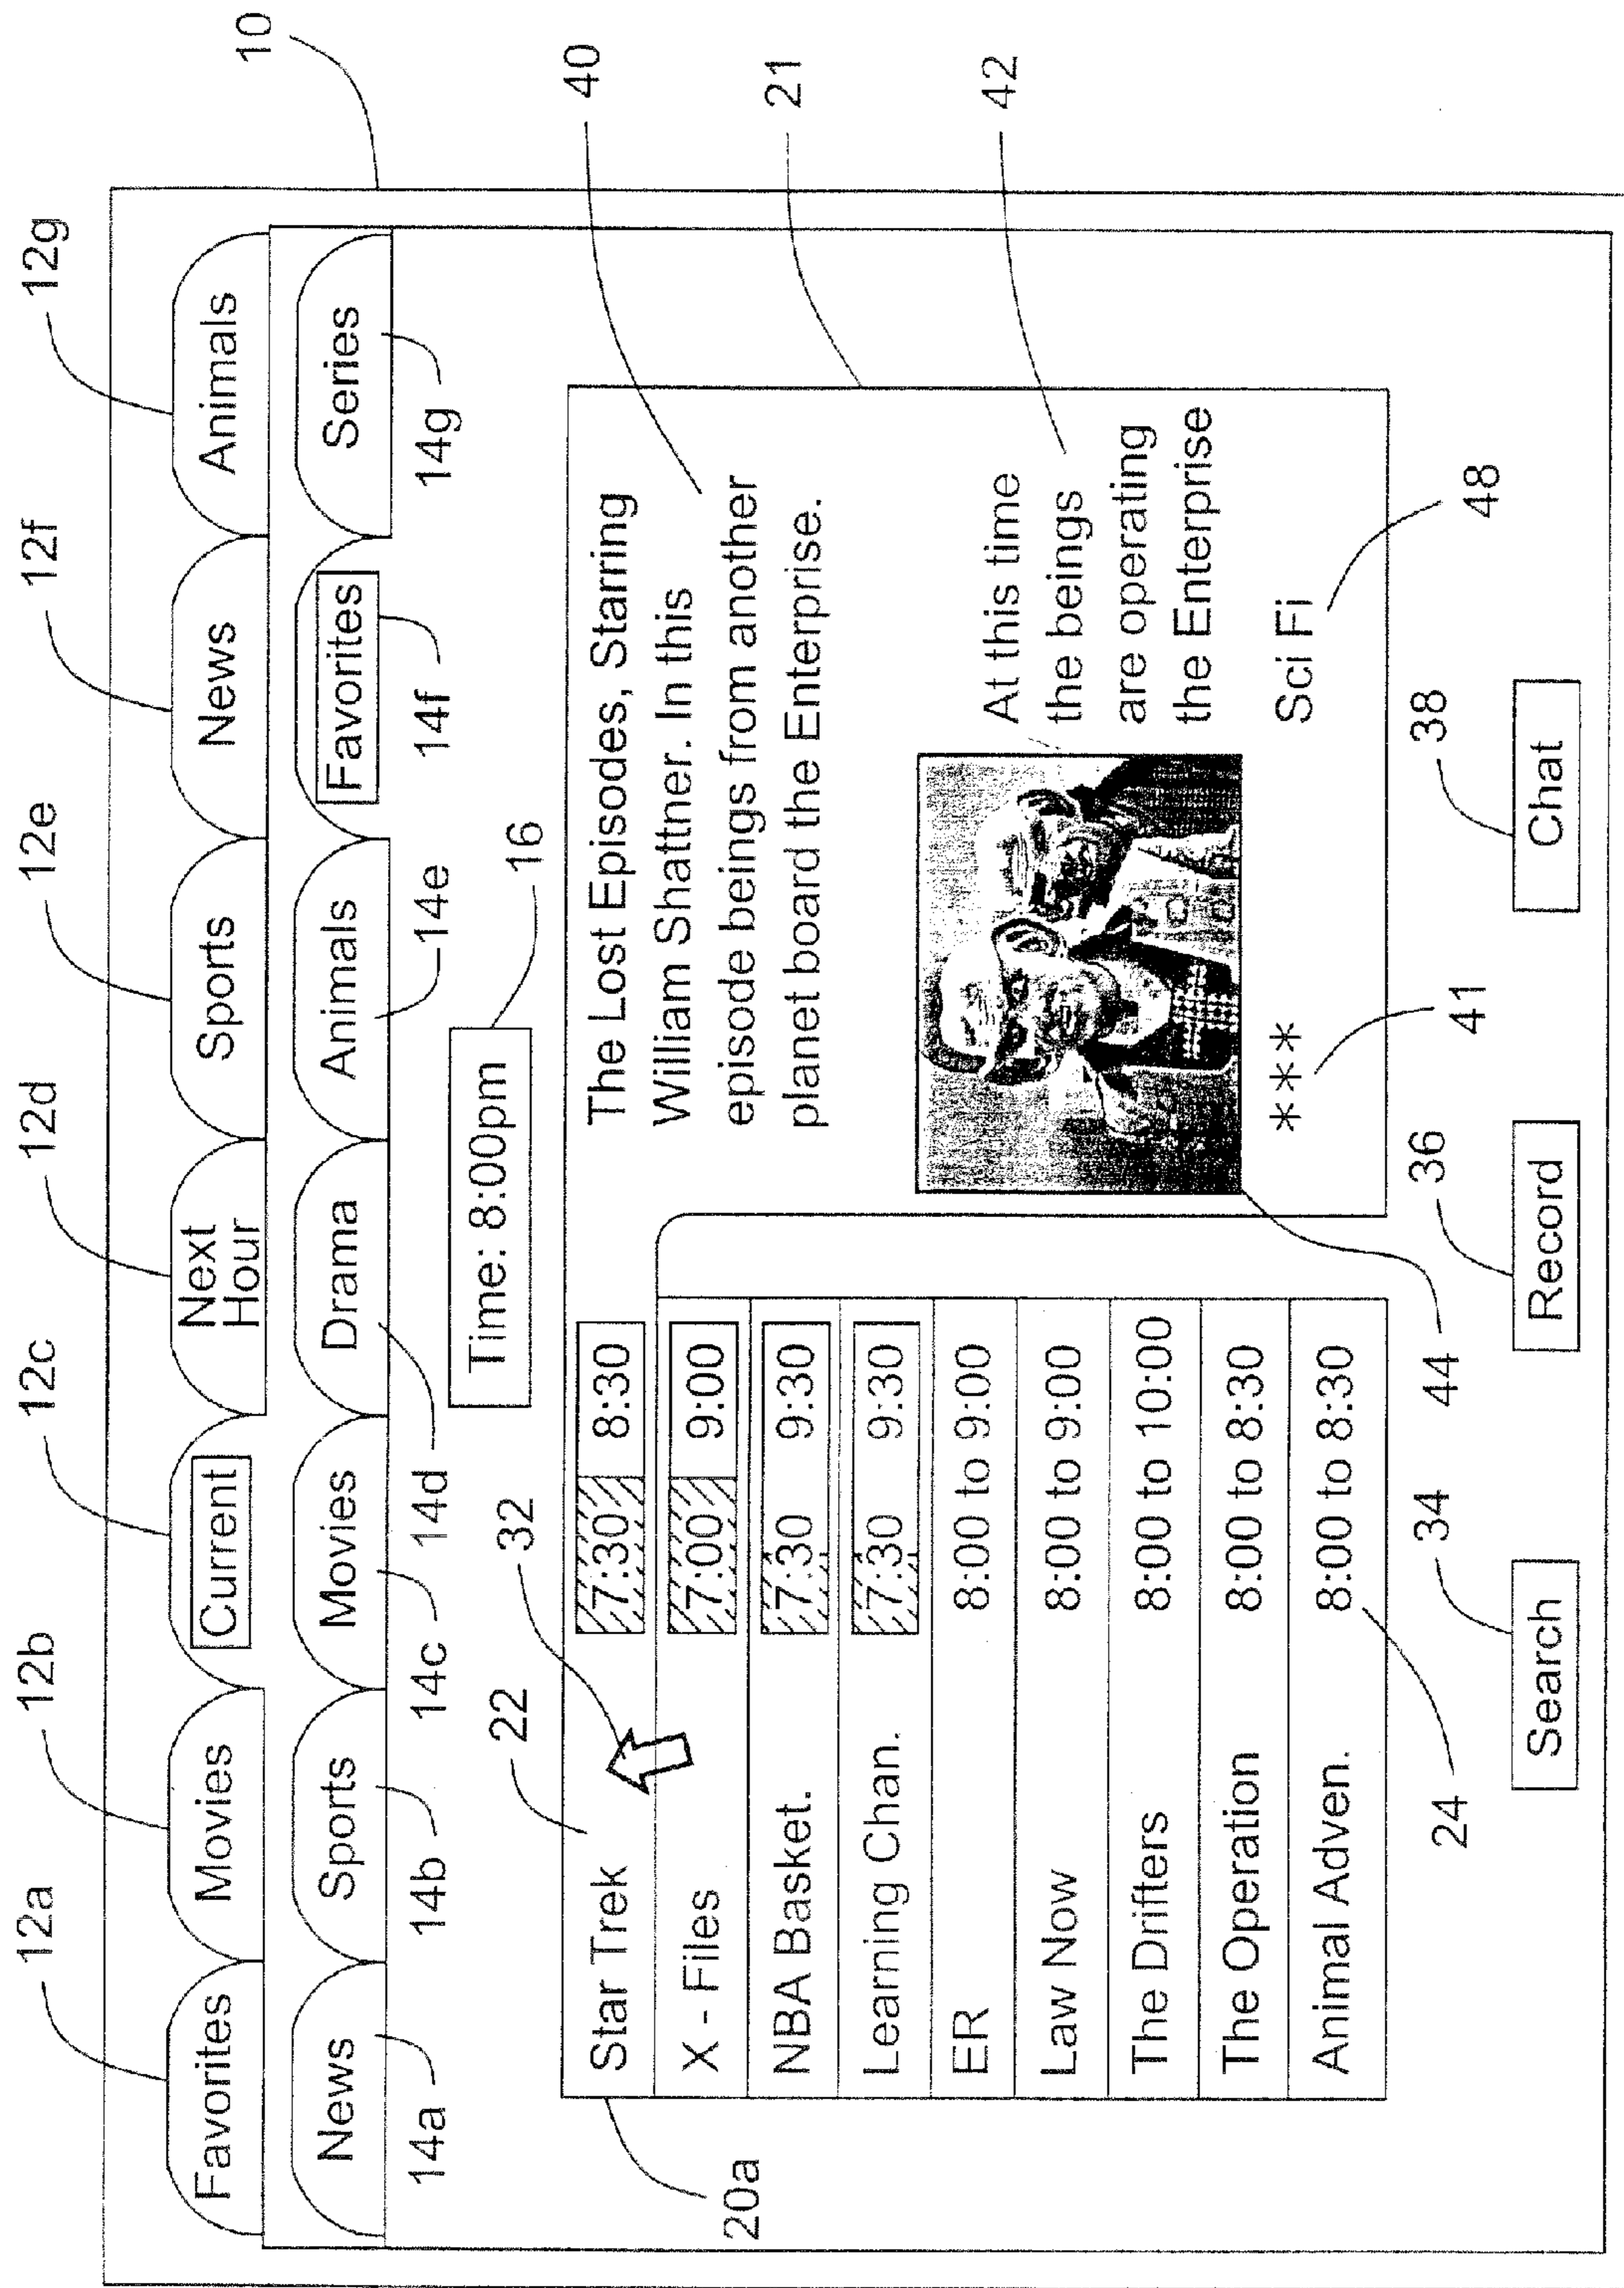 10
12a 12b 12c 12d 12e 12f 12g
Favorites Movies Current Next Hour Sports News Animals
News Sports Movies Drama Animals Favorites Series
14a 14b 14c 14d 14e 14f 14g
Time: 8:00pm 16
22 32 40 21 42
20a
Star Trek 7:30 8:30
X - Files 7:00 9:00
NBA Basket. 7:30 9:30
Learning Chan. 7:30 9:30
ER 8:00 to 9:00
Law Now 8:00 to 9:00
The Drifters 8:00 to 10:00
The Operation 8:00 to 8:30
Animal Adven. 8:00 to 8:30
The Lost Episodes, Starring
William Shattner. In this
episode beings from another
planet board the Enterprise.
At this time
the beings
are operating
the Enterprise
*** Sci Fi
41 48
24 34 44 36 38
Search Record Chat